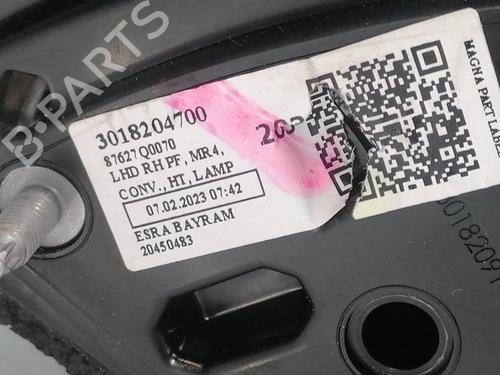 B-PARTS
3018204700
87627Q0070
LHD RH PF, MR4,
CONV., HT, LAMP
07.02.2023 07:42
ESRA BAYRAM
20450483
MAGNA PART LABEL